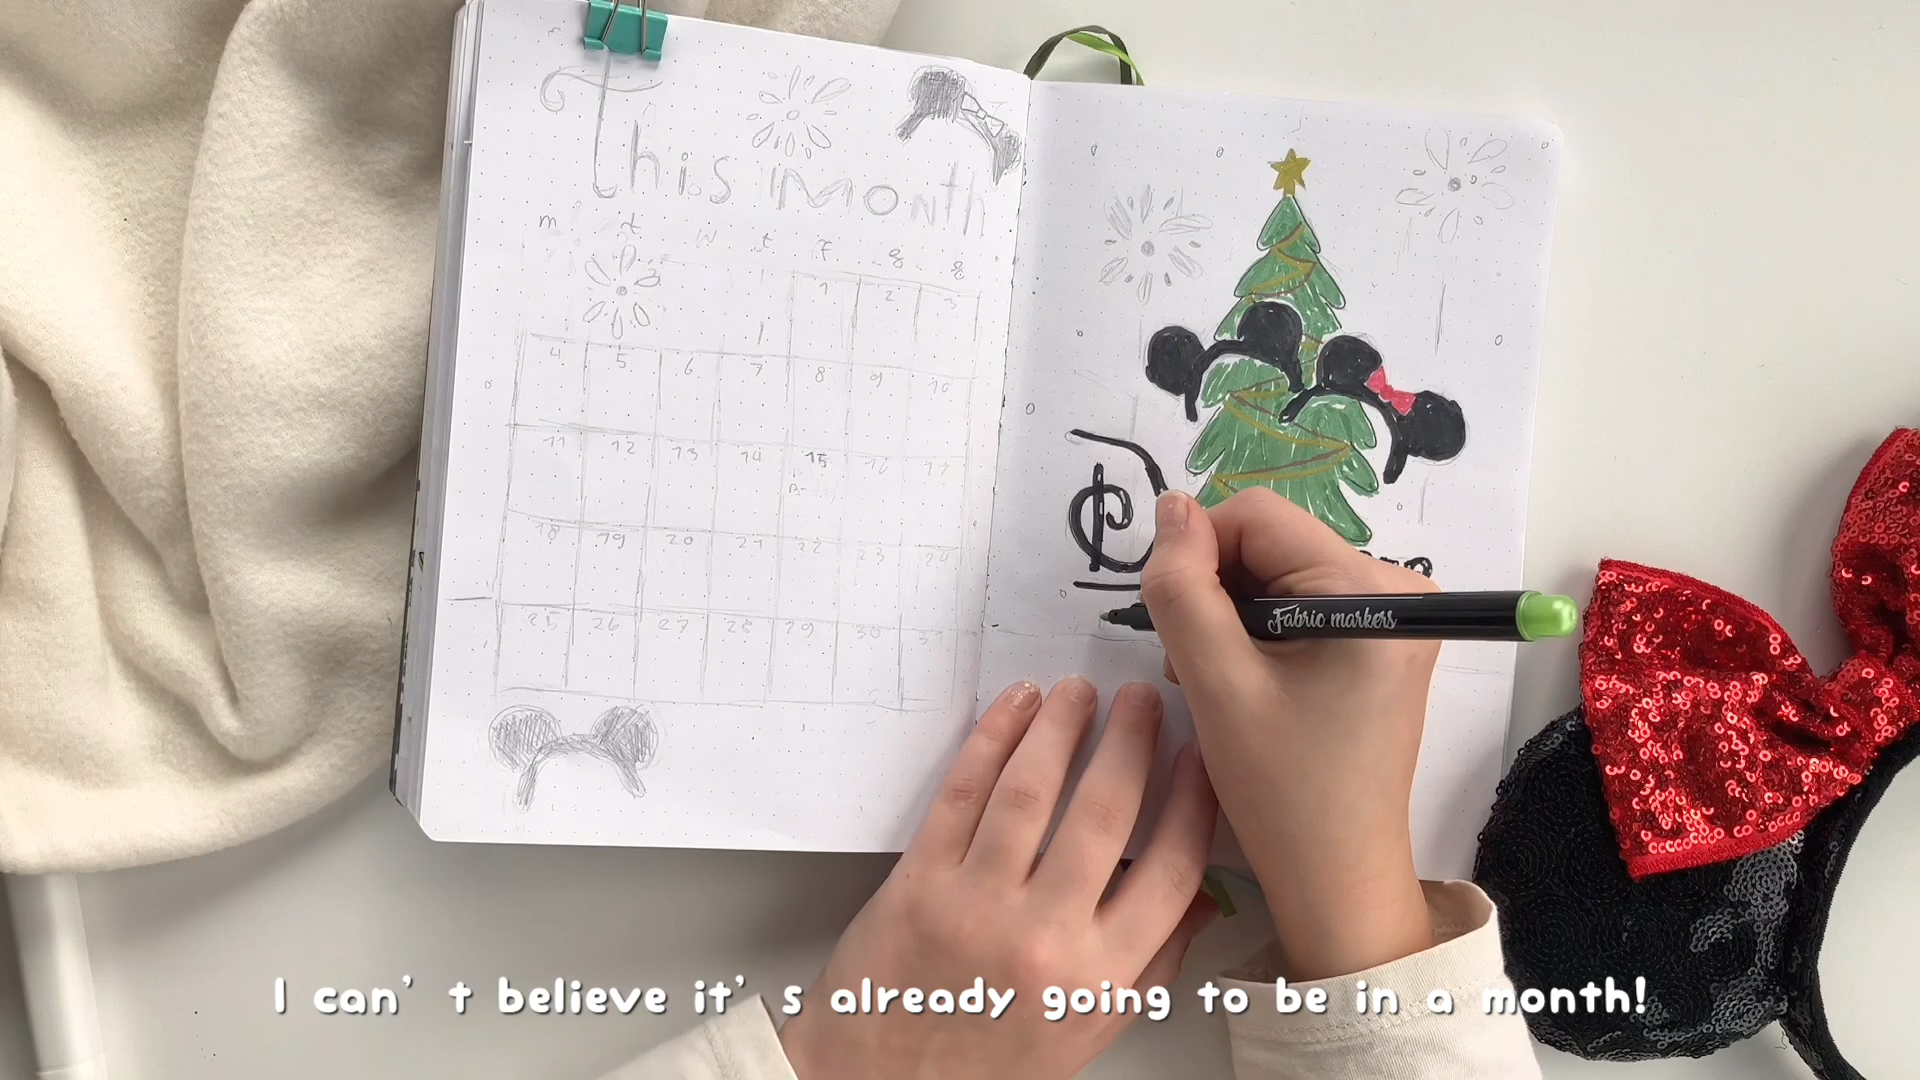 This month
m t w t f s s
1 2 3
4 5 6 7 8 9 10
11 12 13 14 15 16 17
18 19 20 21 22 23 24
25 26 27 28 29 30 31
D
Fabric markers
I can't believe it's already going to be in a month!